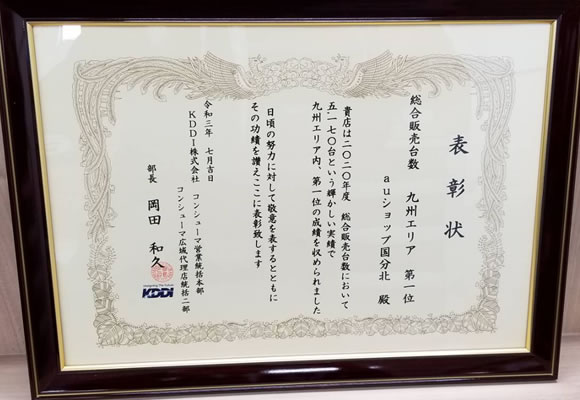 表彰状
総合販売台数 九州エリア 第一位
auショップ国分北 殿
貴店は二〇二〇年度 総合販売台数において
五,一七〇台という輝かしい実績で
九州エリア内、第一位の成績を収められました
日頃の努力に対して敬意を表するとともに
その功績を讃えここに表彰致します
令和三年 七月吉日
KDDI株式会社 コンシューマ営業統括本部
コンシューマ広域代理店統括二部
部長 岡田 和久
KDDI